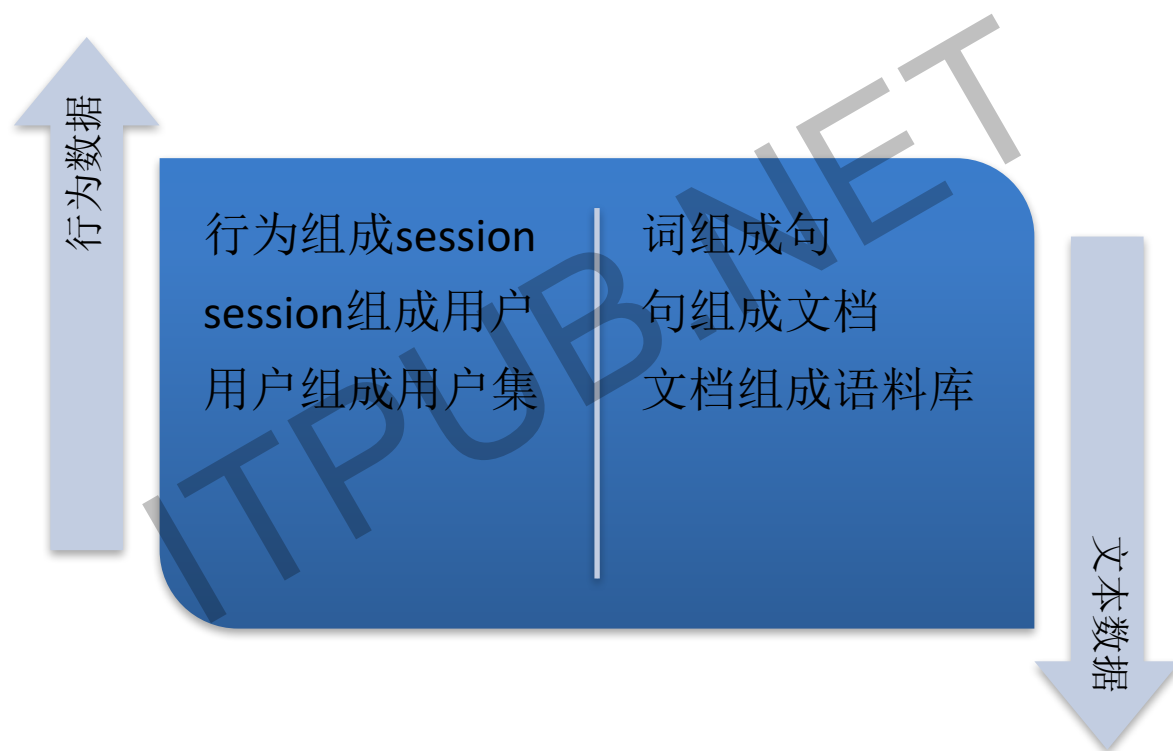 行为数据
行为组成session
session组成用户
用户组成用户集
词组成句
句组成文档
文档组成语料库
文本数据
ITPUB.NET